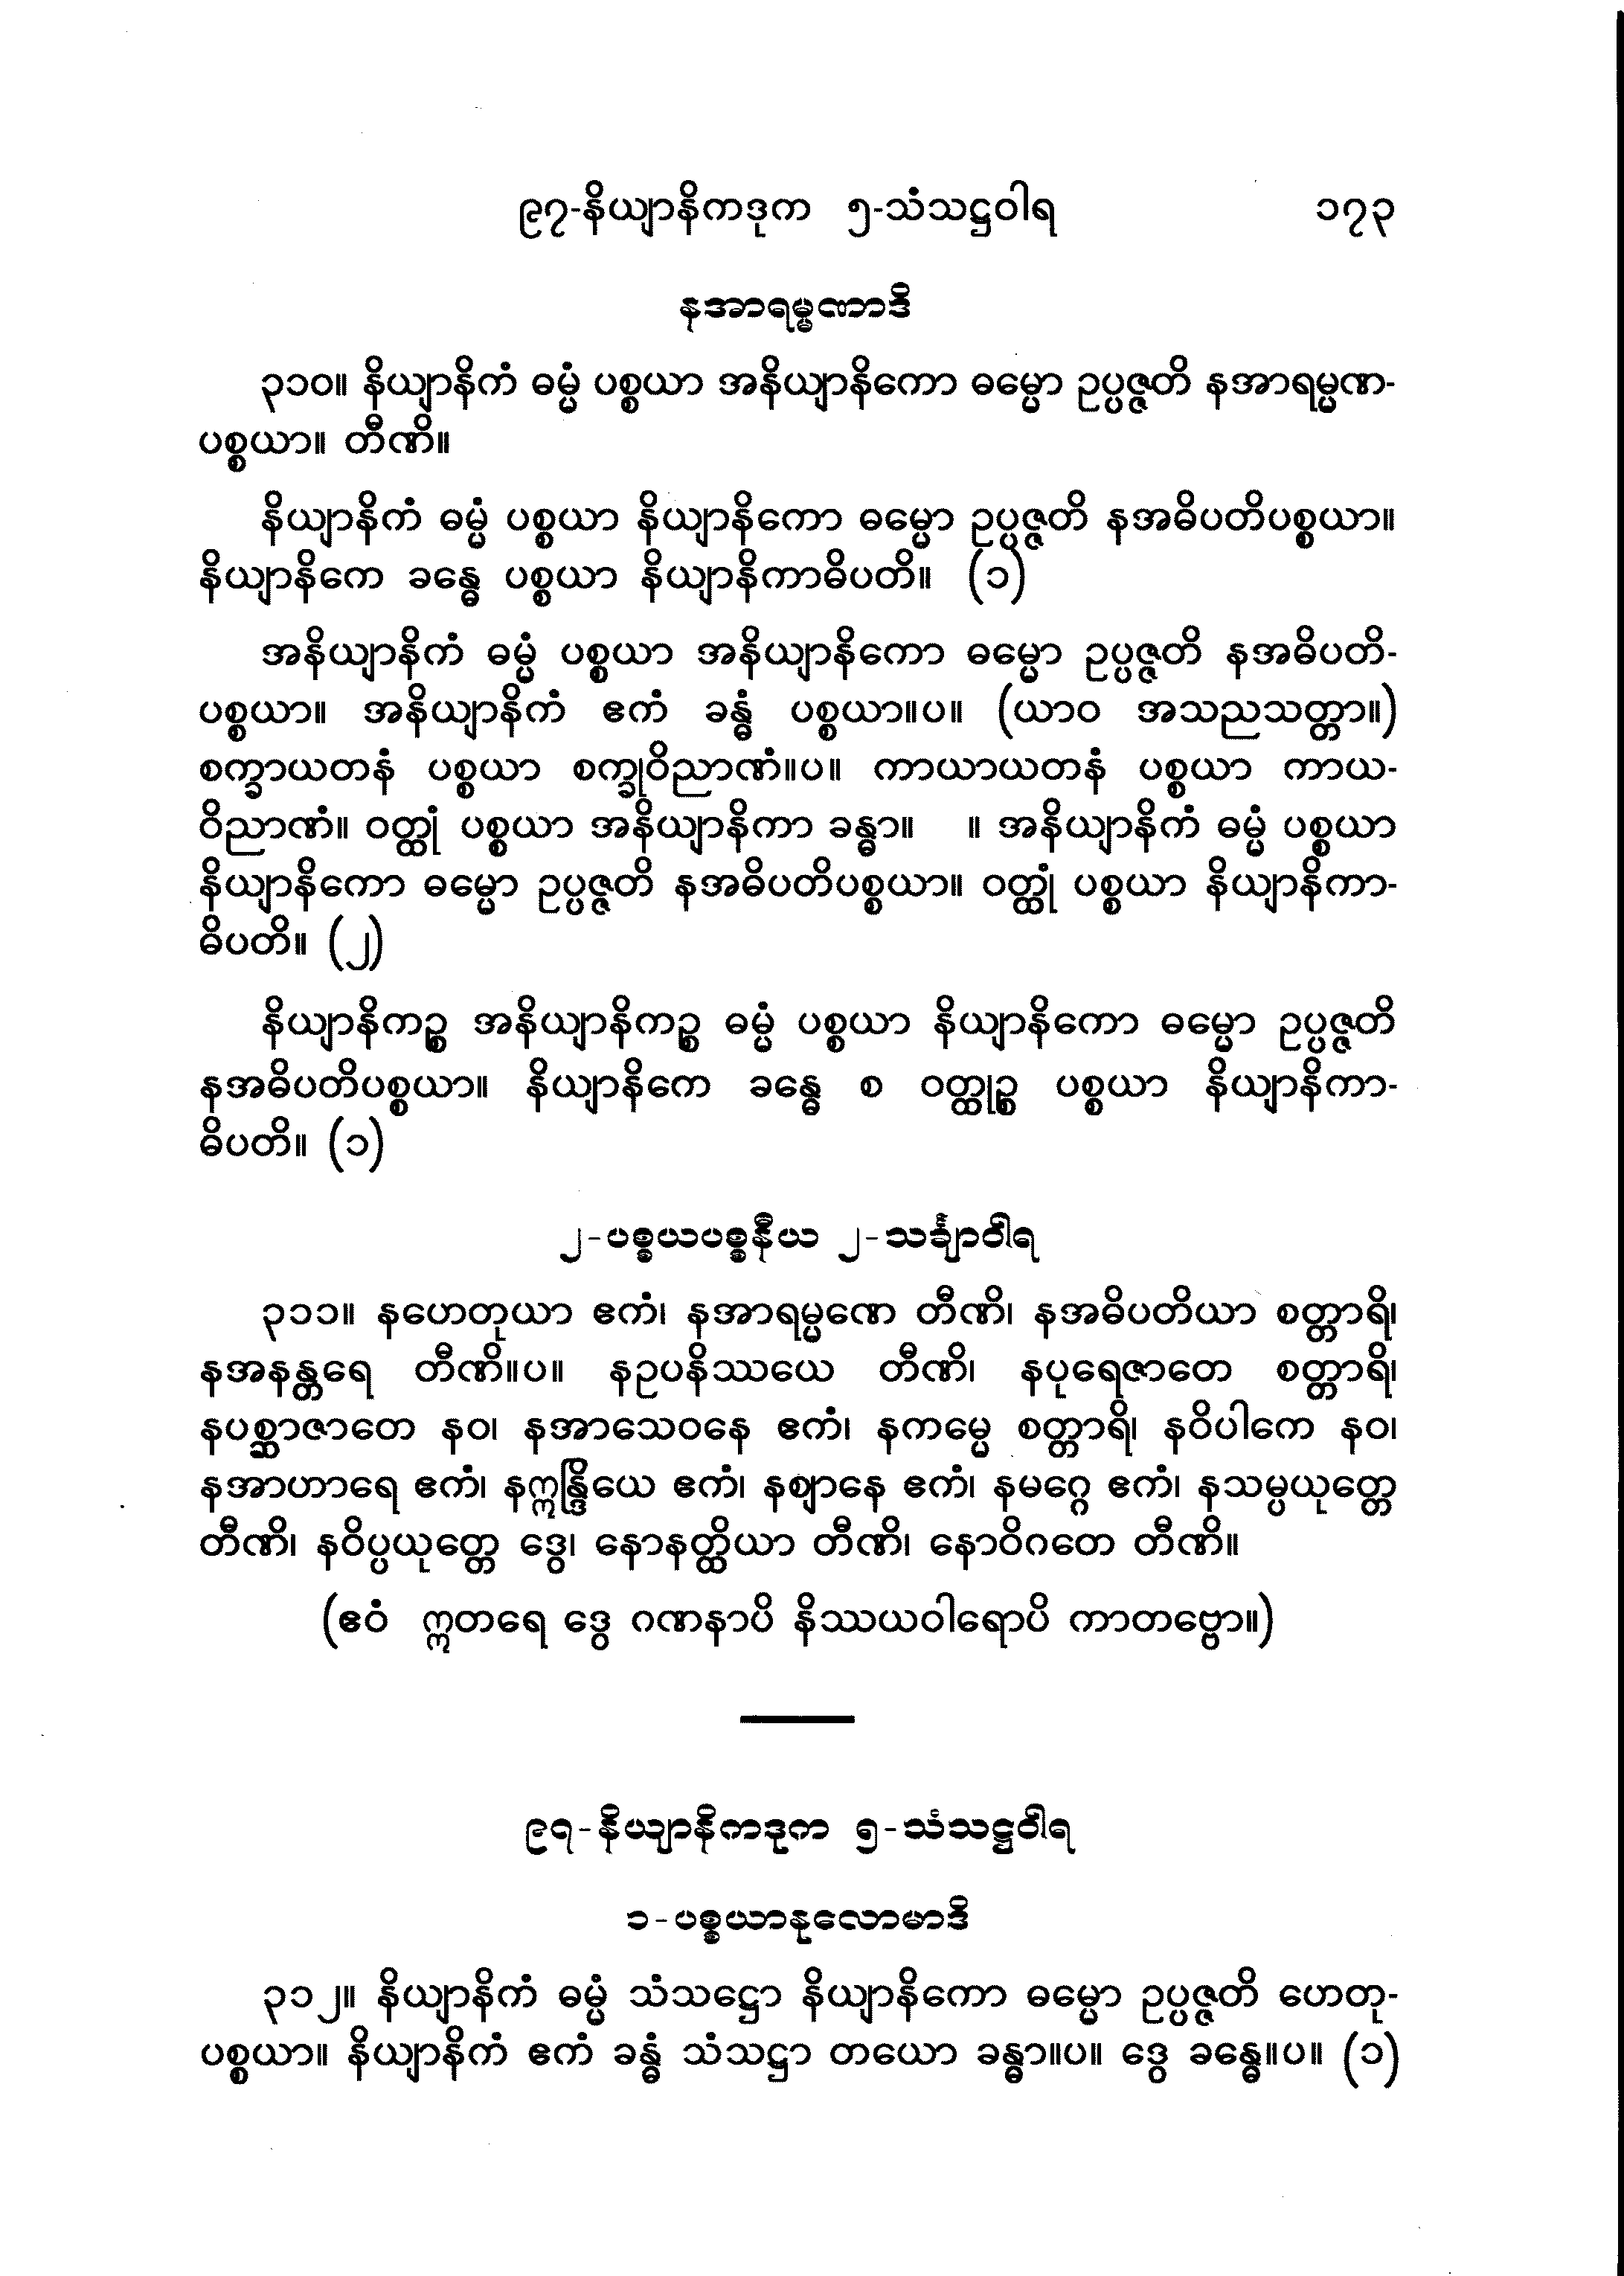 ၉၇-နိယျာနိကဒုက ၅-သံသဋ္ဌဝါရ ၁၇၃
နအာရမ္မဏာဒိ
၃၁၀။ နိယျာနိကံ ဓမ္မံ ပစ္စယာ အနိယျာနိကော ဓမ္မော ဥပ္ပဇ္ဇတိ နအာရမ္မဏ-
ပစ္စယာ။ တီဏိ။
နိယျာနိကံ ဓမ္မံ ပစ္စယာ နိယျာနိကော ဓမ္မော ဥပ္ပဇ္ဇတိ နအဓိပတိပစ္စယာ။
နိယျာနိကေ ခန္ဓေ ပစ္စယာ နိယျာနိကာဓိပတိ။ (၁)
အနိယျာနိကံ ဓမ္မံ ပစ္စယာ အနိယျာနိကော ဓမ္မော ဥပ္ပဇ္ဇတိ နအဓိပတိ-
ပစ္စယာ။ အနိယျာနိကံ ဧကံ ခန္ဓံ ပစ္စယာ။ပ။ (ယာဝ အသညသတ္တာ။)
စက္ခာယတနံ ပစ္စယာ စက္ခုဝိညာဏံ။ပ။ ကာယာယတနံ ပစ္စယာ ကာယ-
ဝိညာဏံ။ ဝတ္ထုံ ပစ္စယာ အနိယျာနိကာ ခန္ဓာ။ ။ အနိယျာနိကံ ဓမ္မံ ပစ္စယာ
နိယျာနိကော ဓမ္မော ဥပ္ပဇ္ဇတိ နအဓိပတိပစ္စယာ။ ဝတ္ထုံ ပစ္စယာ နိယျာနိကာ-
ဓိပတိ။ (၂)
နိယျာနိကဉ္စ အနိယျာနိကဉ္စ ဓမ္မံ ပစ္စယာ နိယျာနိကော ဓမ္မော ဥပ္ပဇ္ဇတိ
နအဓိပတိပစ္စယာ။ နိယျာနိကေ ခန္ဓေ စ ဝတ္ထုဉ္စ ပစ္စယာ နိယျာနိကာ-
ဓိပတိ။ (၁)
၂-ပစ္စယပစ္စနီယ ၂-သင်္ချာဝါရ
၃၁၁။ နဟေတုယာ ဧကံ၊ နအာရမ္မဏေ တီဏိ၊ နအဓိပတိယာ စတ္တာရိ၊
နအနန္တရေ တီဏိ။ပ။ နဥပနိဿယေ တီဏိ၊ နပုရေဇာတေ စတ္တာရိ၊
နပစ္ဆာဇာတေ နဝ၊ နအာသေဝနေ ဧကံ၊ နကမ္မေ စတ္တာရိ၊ နဝိပါကေ နဝ၊
နအာဟာရေ ဧကံ၊ နဣန္ဒြိယေ ဧကံ၊ နဈာနေ ဧကံ၊ နမဂ္ဂေ ဧကံ၊ နသမ္ပယုတ္တေ
တီဏိ၊ နဝိပ္ပယုတ္တေ ဒွေ၊ နောနတ္ထိယာ တီဏိ၊ နောဝိဂတေ တီဏိ။
(ဧဝံ ဣတရေ ဒွေ ဂဏနာပိ နိဿယဝါရောပိ ကာတဗ္ဗော။)
၉၇-နိယျာနိကဒုက ၅-သံသဋ္ဌဝါရ
၁-ပစ္စယာနုလောမာဒိ
၃၁၂။ နိယျာနိကံ ဓမ္မံ သံသဋ္ဌော နိယျာနိကော ဓမ္မော ဥပ္ပဇ္ဇတိ ဟေတု-
ပစ္စယာ။ နိယျာနိကံ ဧကံ ခန္ဓံ သံသဋ္ဌာ တယော ခန္ဓာ။ပ။ ဒွေ ခန္ဓေ။ပ။ (၁)